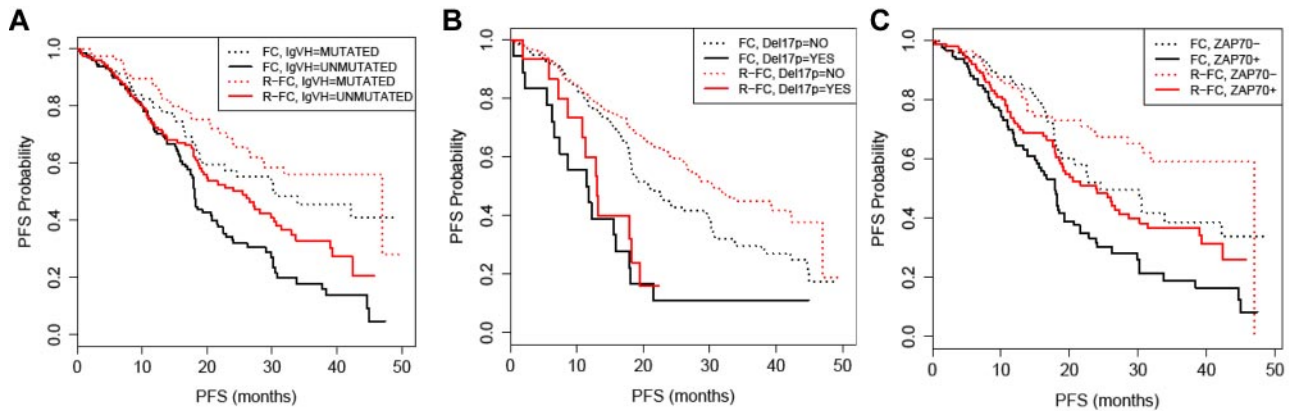 A
FC, IgVH=MUTATED
FC, IgVH=UNMUTATED
R−FC, IgVH=MUTATED
R−FC, IgVH=UNMUTATED
PFS Probability
1.0
0.8
0.6
0.4
0.2
0.0
0 10 20 30 40 50
PFS (months)
B
FC, Del17p=NO
FC, Del17p=YES
R−FC, Del17p=NO
R−FC, Del17p=YES
PFS Probability
1.0
0.8
0.6
0.4
0.2
0.0
0 10 20 30 40 50
PFS (months)
C
FC, ZAP70−
FC, ZAP70+
R−FC, ZAP70−
R−FC, ZAP70+
PFS Probability
1.0
0.8
0.6
0.4
0.2
0.0
0 10 20 30 40 50
PFS (months)